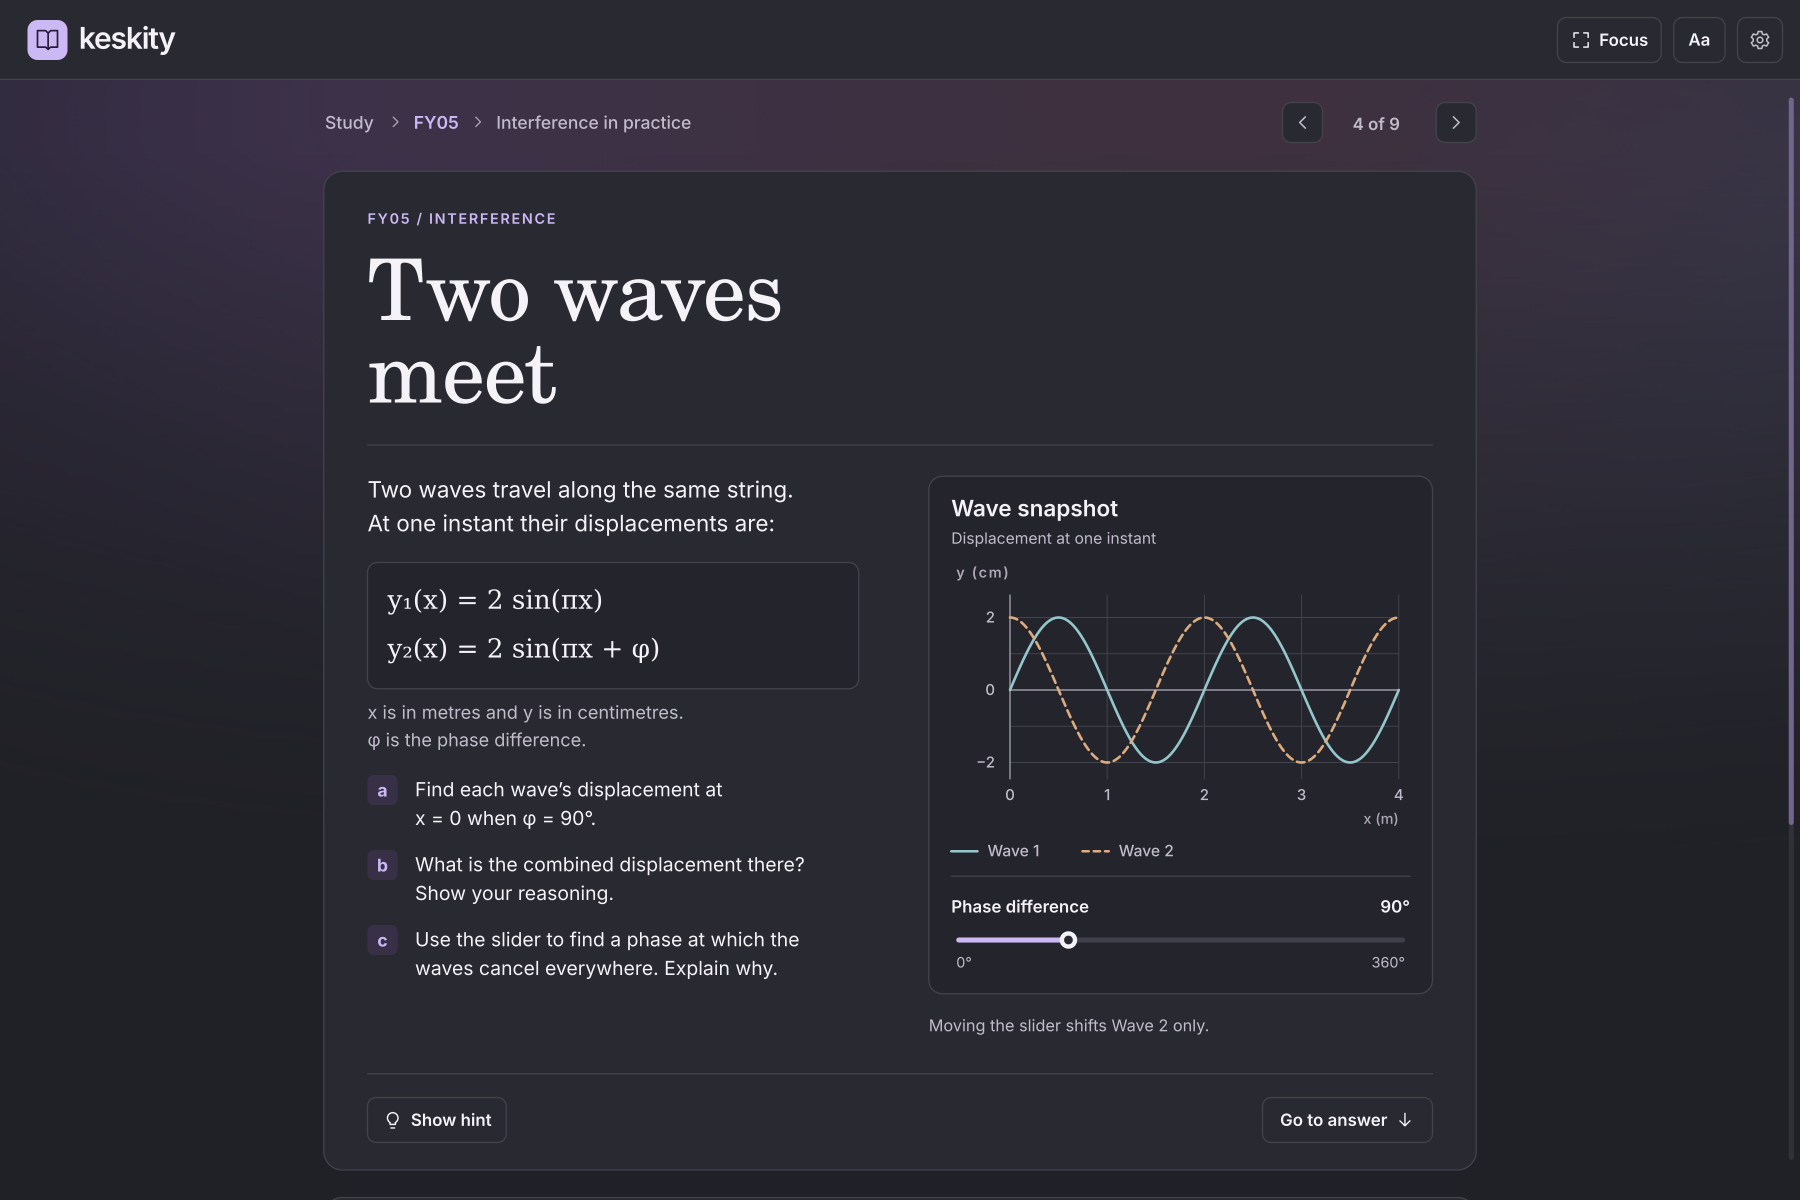 keskity
Focus
Aa
Study > FY05 > Interference in practice
4 of 9
FY05 / INTERFERENCE
Two waves
meet
Two waves travel along the same string.
At one instant their displacements are:
y₁(x) = 2 sin(πx)
y₂(x) = 2 sin(πx + φ)
x is in metres and y is in centimetres.
φ is the phase difference.
a Find each wave’s displacement at
x = 0 when φ = 90°.
b What is the combined displacement there?
Show your reasoning.
c Use the slider to find a phase at which the
waves cancel everywhere. Explain why.
Wave snapshot
Displacement at one instant
y (cm)
2
0
−2
0 1 2 3 4
x (m)
Wave 1 Wave 2
Phase difference 90°
0° 360°
Moving the slider shifts Wave 2 only.
Show hint
Go to answer ↓